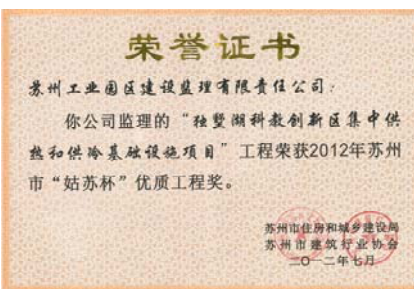 荣誉证书
苏州工业园区建设监理有限责任公司：
你公司监理的“独墅湖科教创新区集中供
热和供冷基础设施项目”工程荣获2012年苏州
市“姑苏杯”优质工程奖。
苏州市住房和城乡建设局
苏州市建筑行业协会
二〇一二年七月